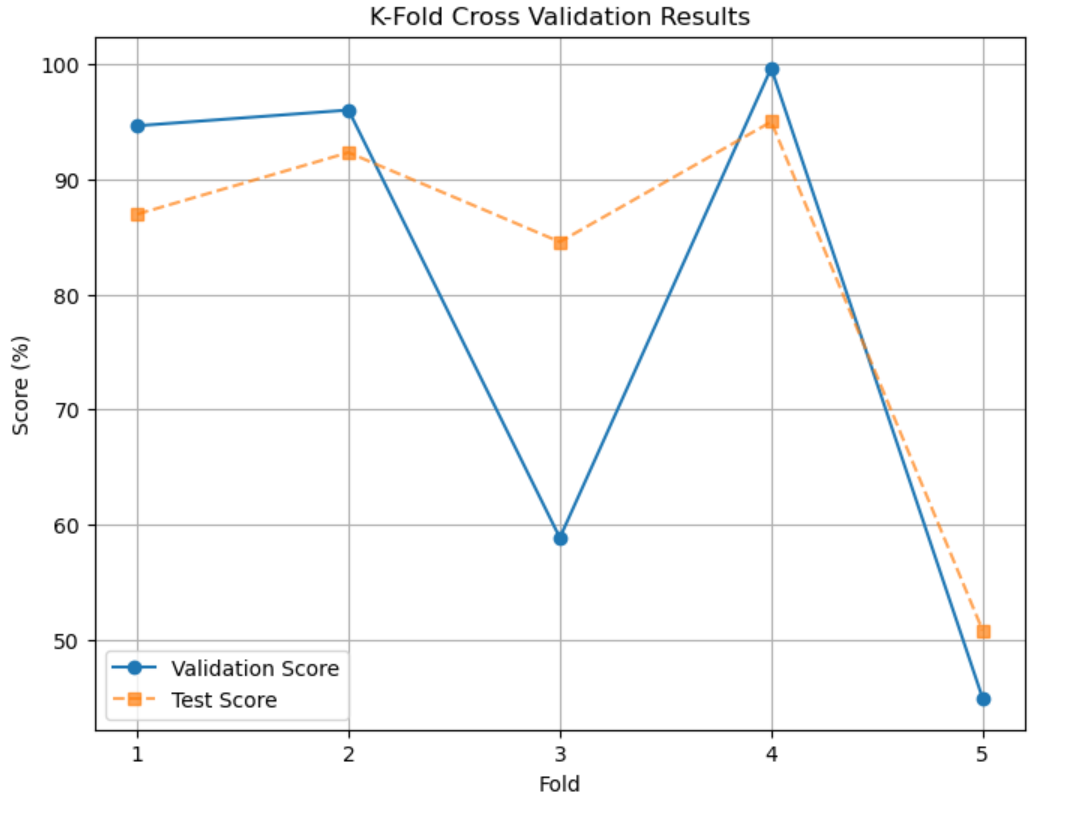 K-Fold Cross Validation Results
100
90
80
70
60
50
Score (%)
Validation Score
Test Score
1 2 3 4 5
Fold